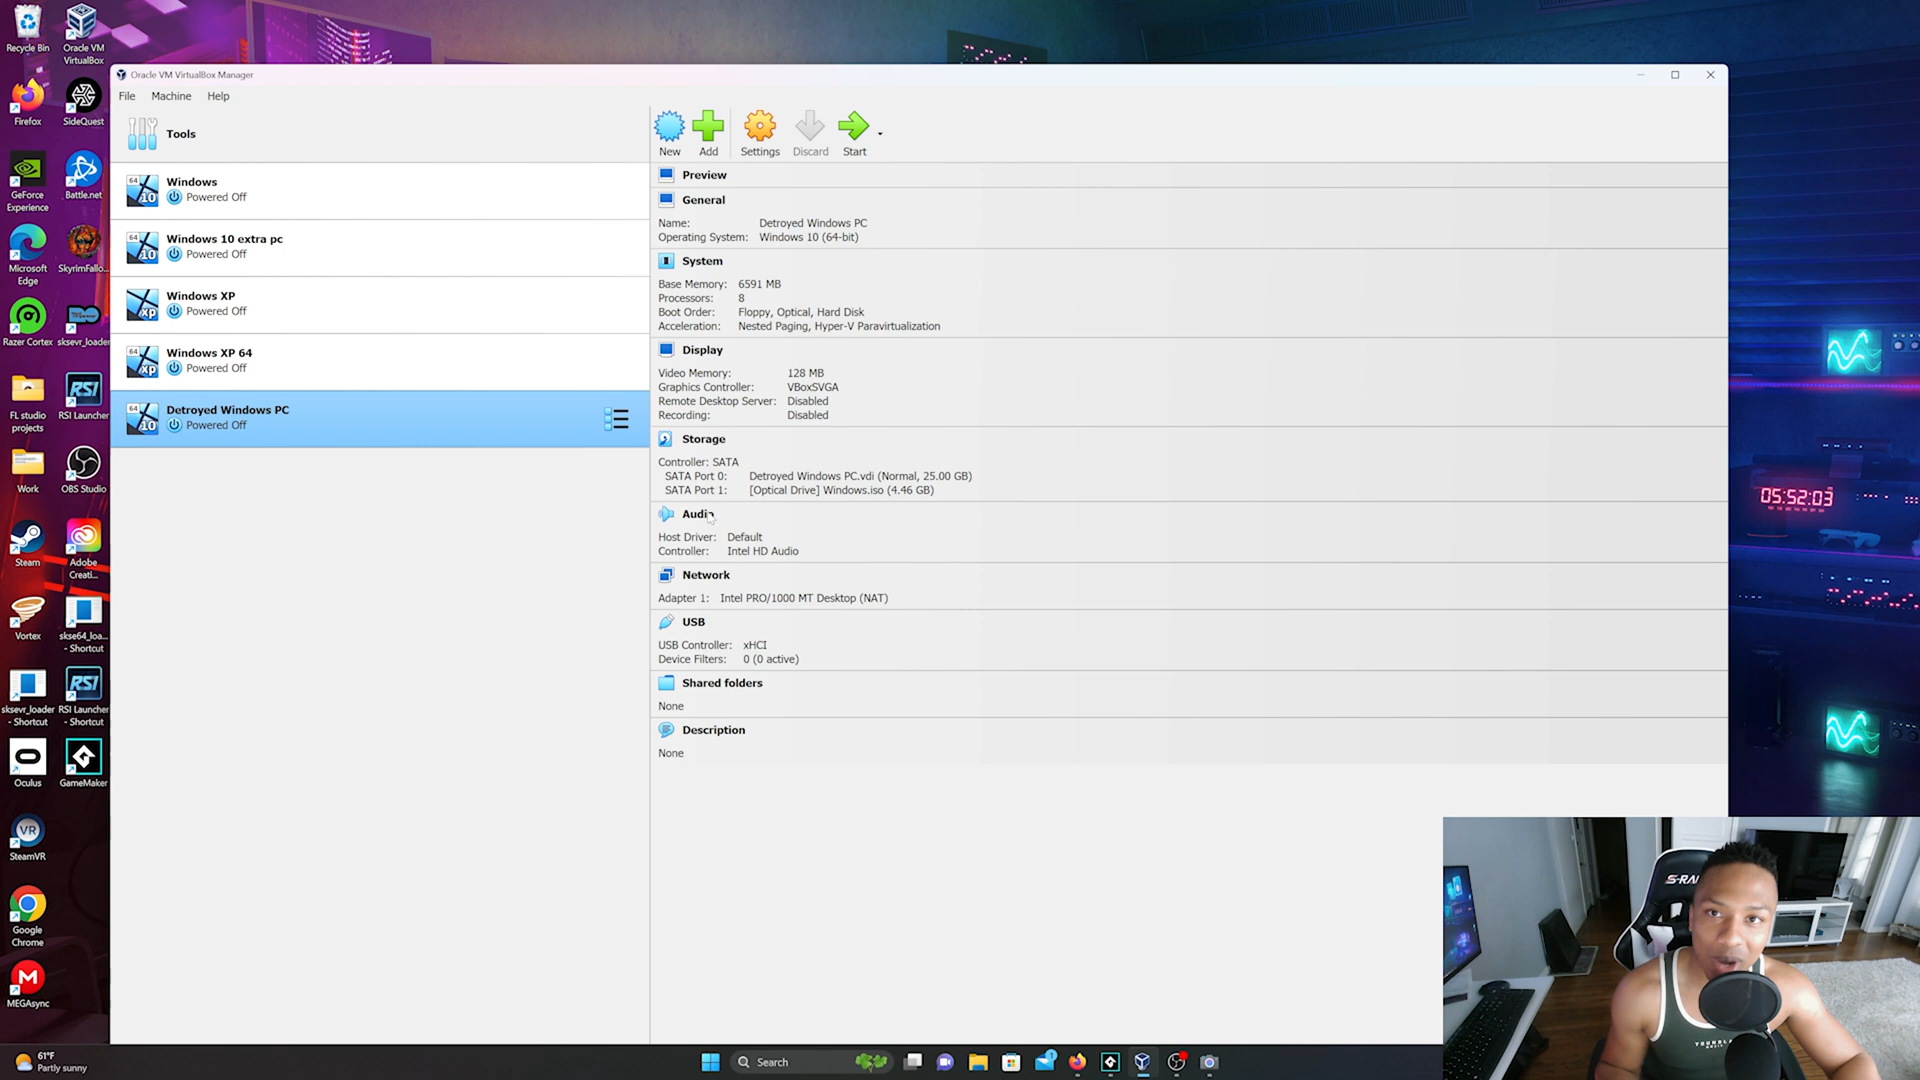 Recycle Bin
Oracle VM
VirtualBox
Firefox
SideQuest
GeForce
Experience
Battle.net
Microsoft
Edge
SkyrimFallo...
Razer Cortex
sksevr_loader
FL studio
projects
RSI Launcher
Work
OBS Studio
Steam
Adobe
Creati...
Vortex
skse64_loa...
- Shortcut
sksevr_loader
- Shortcut
RSI Launcher
- Shortcut
Oculus
GameMaker
SteamVR
Google
Chrome
MEGAsync
Oracle VM VirtualBox Manager
File Machine Help
Tools
Windows
Powered Off
Windows 10 extra pc
Powered Off
Windows XP
Powered Off
Windows XP 64
Powered Off
Detroyed Windows PC
Powered Off
New Add Settings Discard Start
Preview
General
Name: Detroyed Windows PC
Operating System: Windows 10 (64-bit)
System
Base Memory: 6591 MB
Processors: 8
Boot Order: Floppy, Optical, Hard Disk
Acceleration: Nested Paging, Hyper-V Paravirtualization
Display
Video Memory: 128 MB
Graphics Controller: VBoxSVGA
Remote Desktop Server: Disabled
Recording: Disabled
Storage
Controller: SATA
SATA Port 0: Detroyed Windows PC.vdi (Normal, 25.00 GB)
SATA Port 1: [Optical Drive] Windows.iso (4.46 GB)
Audio
Host Driver: Default
Controller: Intel HD Audio
Network
Adapter 1: Intel PRO/1000 MT Desktop (NAT)
USB
USB Controller: xHCI
Device Filters: 0 (0 active)
Shared folders
None
Description
None
05:52:03
61°F
Partly sunny
Search